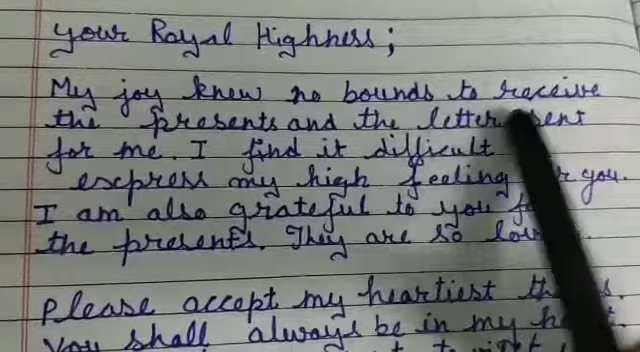 your Royal Highness;
My joy knew no bounds to receive
the presents and the letter sent
for me. I find it difficult
express my high feeling you.
I am also grateful to you
the presents. They are so
Please accept my heartiest
You shall always be in my